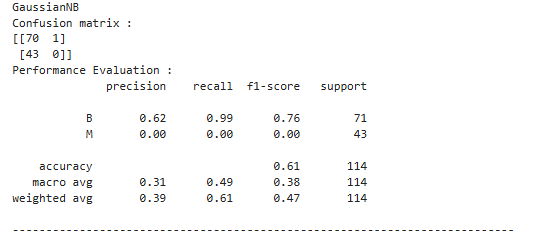 GaussianNB
Confusion matrix :
[[70  1]
 [43  0]]
Performance Evaluation :
              precision    recall  f1-score   support

           B       0.62      0.99      0.76        71
           M       0.00      0.00      0.00        43

    accuracy                           0.61       114
   macro avg       0.31      0.49      0.38       114
weighted avg       0.39      0.61      0.47       114

---------------------------------------------------------------------------